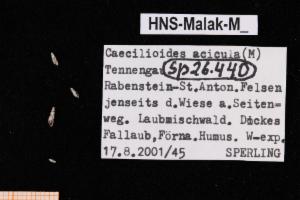 HNS-Malak-M_
Caecilioides acicula(M)
Tennengau Sp26.440
Rabenstein-St.Anton.Felsen
jenseits d.Wiese a.Seiten=
weg. Laubmischwald. Dickes
Fallaub,Förna.Humus. W-exp.
17.8.2001/45 SPERLING